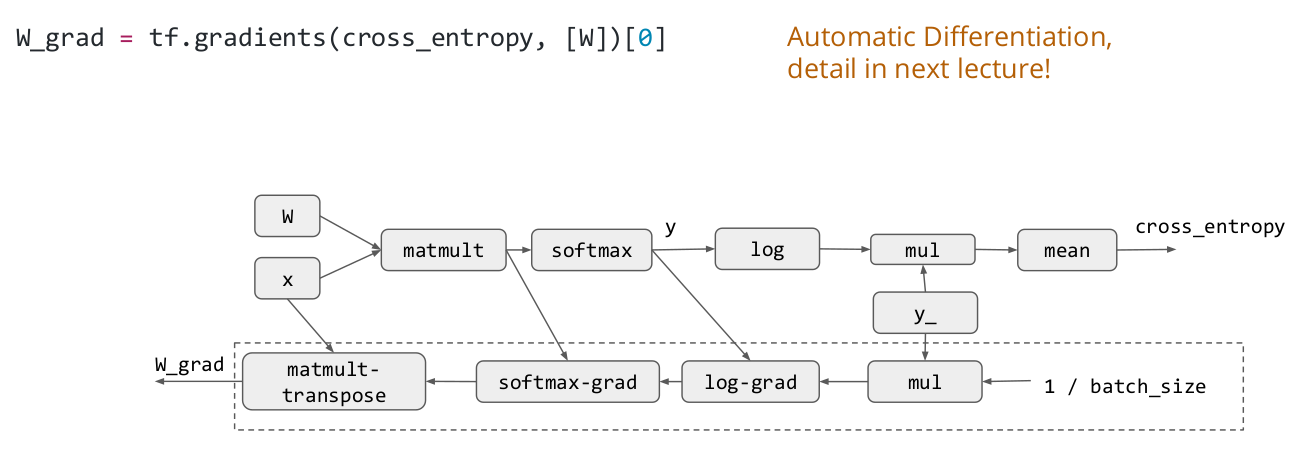 W_grad = tf.gradients(cross_entropy, [W])[0]
Automatic Differentiation,
detail in next lecture!
W
x
matmult
softmax
y
log
mul
mean
cross_entropy
y_
W_grad
matmult-
transpose
softmax-grad
log-grad
mul
1 / batch_size